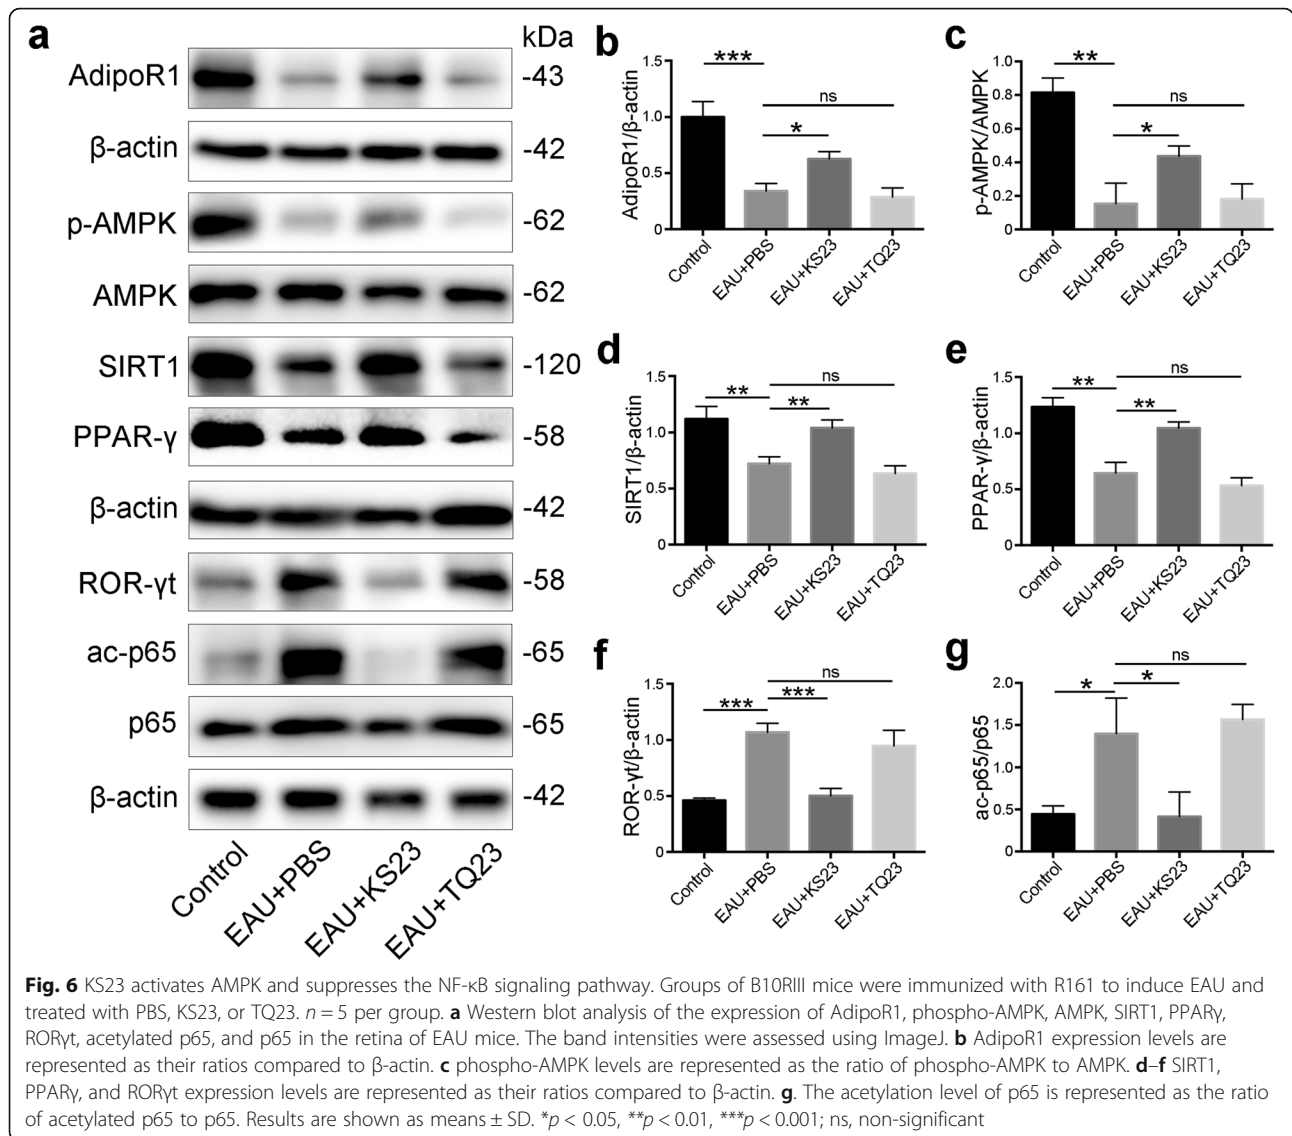 a
kDa
AdipoR1
-43
β-actin
-42
p-AMPK
-62
AMPK
-62
SIRT1
-120
PPAR-γ
-58
β-actin
-42
ROR-γt
-58
ac-p65
-65
p65
-65
β-actin
-42
Control
EAU+PBS
EAU+KS23
EAU+TQ23
b
AdipoR1/β-actin
1.5
1.0
0.5
0
***
*
ns
Control
EAU+PBS
EAU+KS23
EAU+TQ23
c
p-AMPK/AMPK
1.0
0.8
0.6
0.4
0.2
0
**
*
ns
Control
EAU+PBS
EAU+KS23
EAU+TQ23
d
SIRT1/β-actin
1.5
1.0
0.5
0
**
**
ns
Control
EAU+PBS
EAU+KS23
EAU+TQ23
e
PPAR-γ/β-actin
1.5
1.0
0.5
0
**
**
ns
Control
EAU+PBS
EAU+KS23
EAU+TQ23
f
ROR-γt/β-actin
1.5
1.0
0.5
0
***
***
ns
Control
EAU+PBS
EAU+KS23
EAU+TQ23
g
ac-p65/p65
2.0
1.5
1.0
0.5
0
*
*
ns
Control
EAU+PBS
EAU+KS23
EAU+TQ23
Fig. 6 KS23 activates AMPK and suppresses the NF-κB signaling pathway. Groups of B10RIII mice were immunized with R161 to induce EAU and
treated with PBS, KS23, or TQ23. n = 5 per group. a Western blot analysis of the expression of AdipoR1, phospho-AMPK, AMPK, SIRT1, PPARγ,
RORγt, acetylated p65, and p65 in the retina of EAU mice. The band intensities were assessed using ImageJ. b AdipoR1 expression levels are
represented as their ratios compared to β-actin. c phospho-AMPK levels are represented as the ratio of phospho-AMPK to AMPK. d–f SIRT1,
PPARγ, and RORγt expression levels are represented as their ratios compared to β-actin. g. The acetylation level of p65 is represented as the ratio
of acetylated p65 to p65. Results are shown as means ± SD. *p < 0.05, **p < 0.01, ***p < 0.001; ns, non-significant